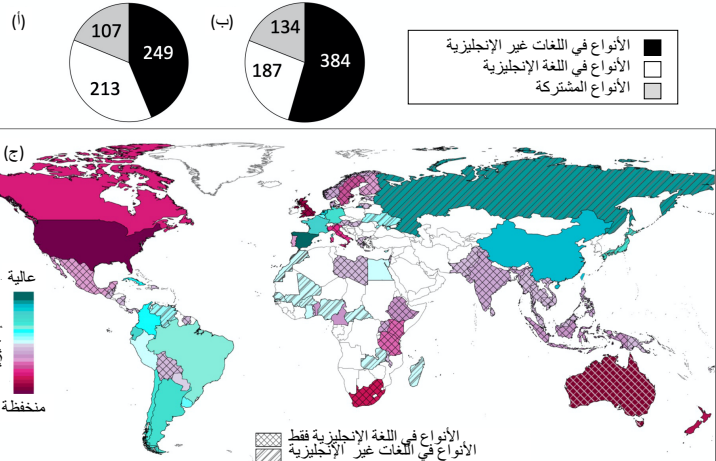 (أ)
107
249
213
(ب)
134
384
187
الأنواع في اللغات غير الإنجليزية
الأنواع في اللغة الإنجليزية
الأنواع المشتركة
(ج)
عالية
منخفظة
الأنواع في اللغة الإنجليزية فقط
الأنواع في اللغات غير الإنجليزية